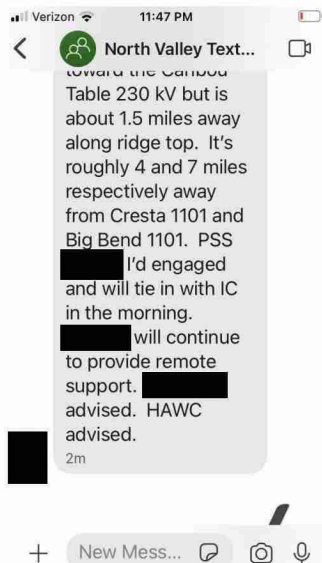 Verizon 11:47 PM
North Valley Text...
toward the Caribou
Table 230 kV but is
about 1.5 miles away
along ridge top. It's
roughly 4 and 7 miles
respectively away
from Cresta 1101 and
Big Bend 1101. PSS
I'd engaged
and will tie in with IC
in the morning.
will continue
to provide remote
support.
advised. HAWC
advised.
2m
New Mess...